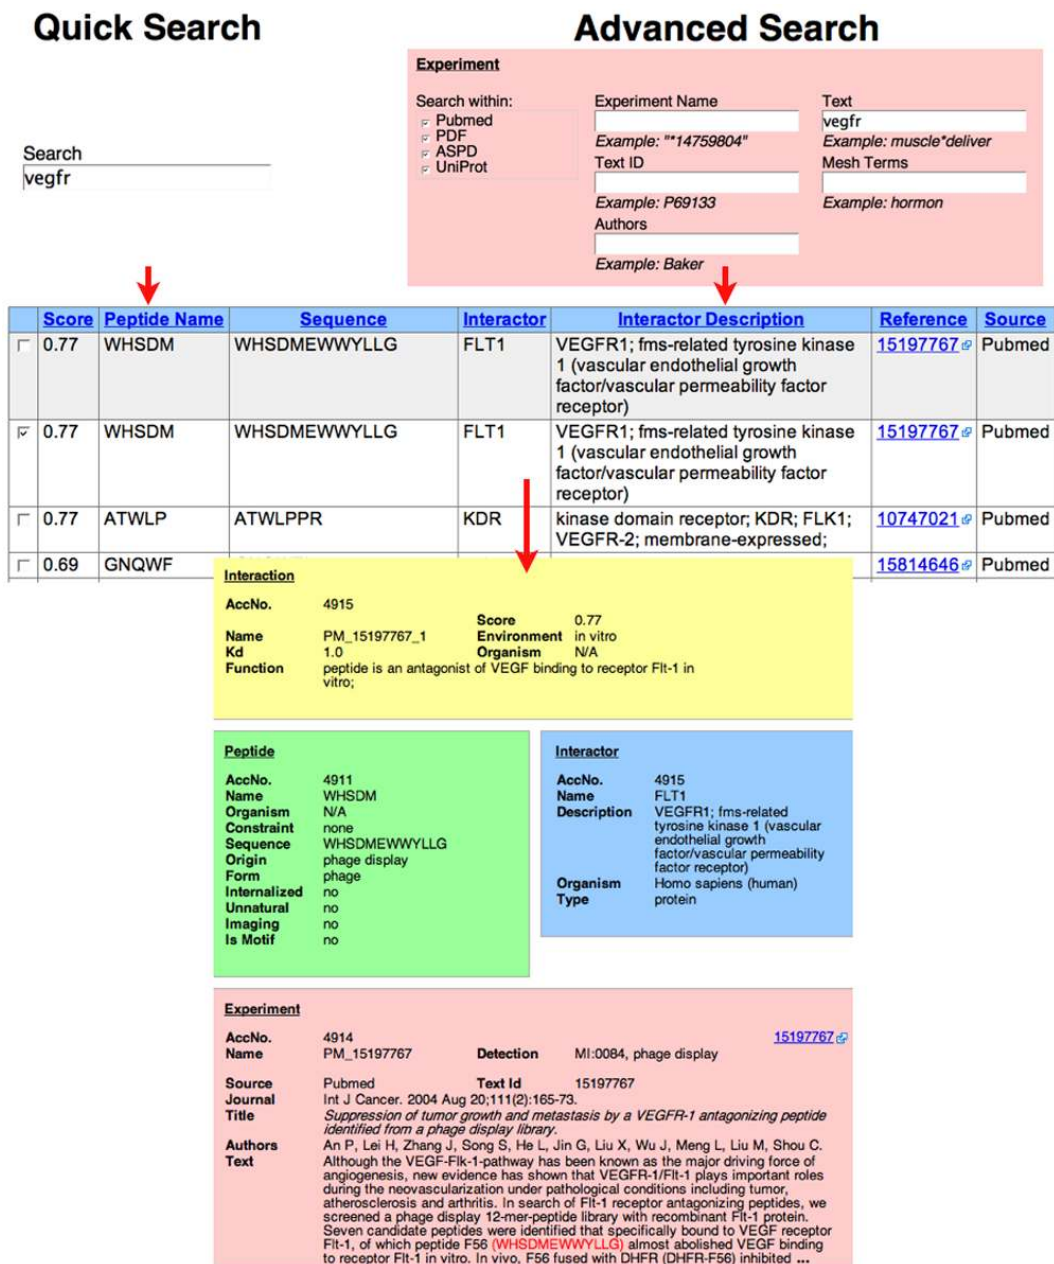 Quick Search
Advanced Search
Search
vegfr
Experiment
Search within:
Pubmed
PDF
ASPD
UniProt
Experiment Name
Example: "*14759804"
Text ID
Example: P69133
Authors
Example: Baker
Text
vegfr
Example: muscle*deliver
Mesh Terms
Example: hormon
Score Peptide Name Sequence Interactor Interactor Description Reference Source
0.77 WHSDM WHSDMEWWYLLG FLT1 VEGFR1; fms-related tyrosine kinase 15197767 Pubmed
1 (vascular endothelial growth
factor/vascular permeability factor
receptor)
0.77 WHSDM WHSDMEWWYLLG FLT1 VEGFR1; fms-related tyrosine kinase 15197767 Pubmed
1 (vascular endothelial growth
factor/vascular permeability factor
receptor)
0.77 ATWLP ATWLPPR KDR kinase domain receptor; KDR; FLK1; 10747021 Pubmed
VEGFR-2; membrane-expressed;
0.69 GNQWF 15814646 Pubmed
Interaction
AccNo. 4915
Score 0.77
Name PM_15197767_1 Environment in vitro
Kd 1.0 Organism N/A
Function peptide is an antagonist of VEGF binding to receptor Flt-1 in
vitro;
Peptide
AccNo. 4911
Name WHSDM
Organism N/A
Constraint none
Sequence WHSDMEWWYLLG
Origin phage display
Form phage
Internalized no
Unnatural no
Imaging no
Is Motif no
Interactor
AccNo. 4915
Name FLT1
Description VEGFR1; fms-related
tyrosine kinase 1 (vascular
endothelial growth
factor/vascular permeability
factor receptor)
Organism Homo sapiens (human)
Type protein
Experiment
AccNo. 4914 15197767
Name PM_15197767 Detection MI:0084, phage display
Source Pubmed Text Id 15197767
Journal Int J Cancer. 2004 Aug 20;111(2):165-73.
Title Suppression of tumor growth and metastasis by a VEGFR-1 antagonizing peptide
identified from a phage display library.
Authors An P, Lei H, Zhang J, Song S, He L, Jin G, Liu X, Wu J, Meng L, Liu M, Shou C.
Text Although the VEGF-Flk-1-pathway has been known as the major driving force of
angiogenesis, new evidence has shown that VEGFR-1/Flt-1 plays important roles
during the neovascularization under pathological conditions including tumor,
atherosclerosis and arthritis. In search of Flt-1 receptor antagonizing peptides, we
screened a phage display 12-mer-peptide library with recombinant Flt-1 protein.
Seven candidate peptides were identified that specifically bound to VEGF receptor
Flt-1, of which peptide F56 (WHSDMEWWYLLG) almost abolished VEGF binding
to receptor Flt-1 in vitro. In vivo, F56 fused with DHFR (DHFR-F56) inhibited ...